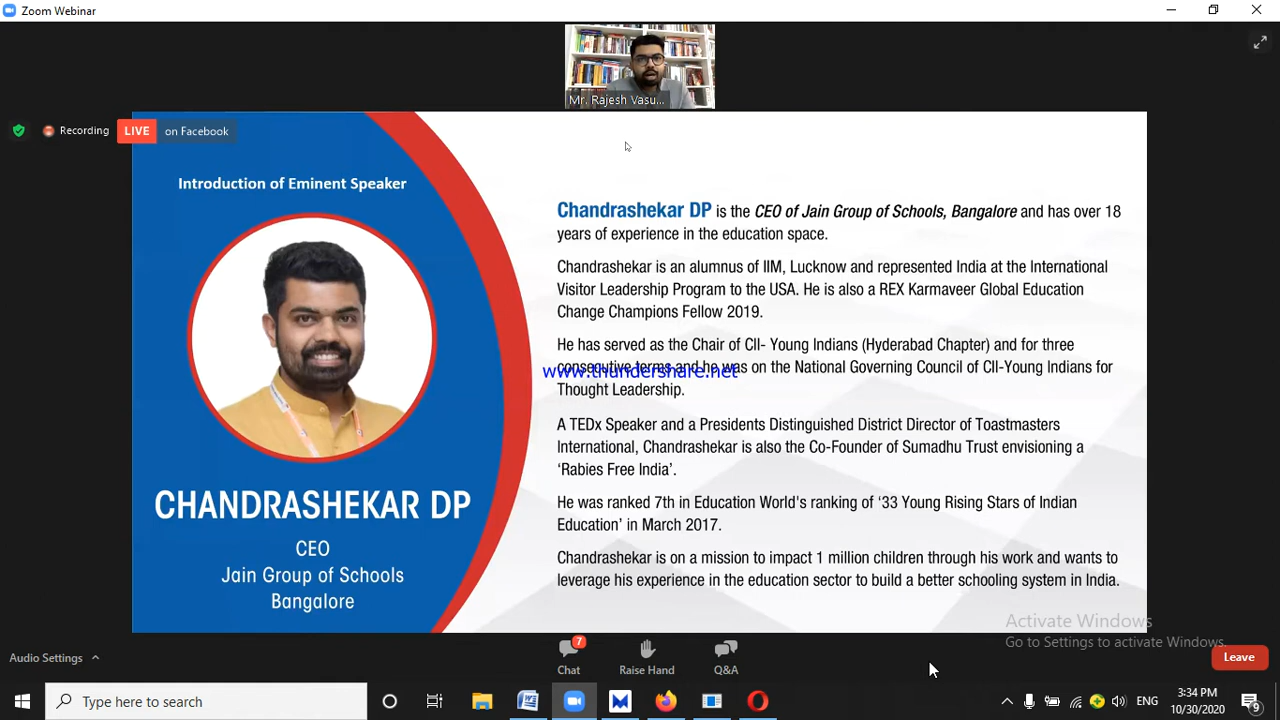 Zoom Webinar
Mr. Rajesh Vasu...
Recording
LIVE
on Facebook
Introduction of Eminent Speaker
CHANDRASHEKAR DP
CEO
Jain Group of Schools
Bangalore
Chandrashekar DP is the CEO of Jain Group of Schools, Bangalore and has over 18
years of experience in the education space.
Chandrashekar is an alumnus of IIM, Lucknow and represented India at the International
Visitor Leadership Program to the USA. He is also a REX Karmaveer Global Education
Change Champions Fellow 2019.
He has served as the Chair of CII- Young Indians (Hyderabad Chapter) and for three
consecutive terms and he was on the National Governing Council of CII-Young Indians for
www.thundershare.net
Thought Leadership.
A TEDx Speaker and a Presidents Distinguished District Director of Toastmasters
International, Chandrashekar is also the Co-Founder of Sumadhu Trust envisioning a
‘Rabies Free India’.
He was ranked 7th in Education World's ranking of ‘33 Young Rising Stars of Indian
Education’ in March 2017.
Chandrashekar is on a mission to impact 1 million children through his work and wants to
leverage his experience in the education sector to build a better schooling system in India.
Activate Windows
Go to Settings to activate Windows.
Audio Settings
7
Chat
Raise Hand
Q&A
Leave
Type here to search
ENG
3:34 PM
10/30/2020
9